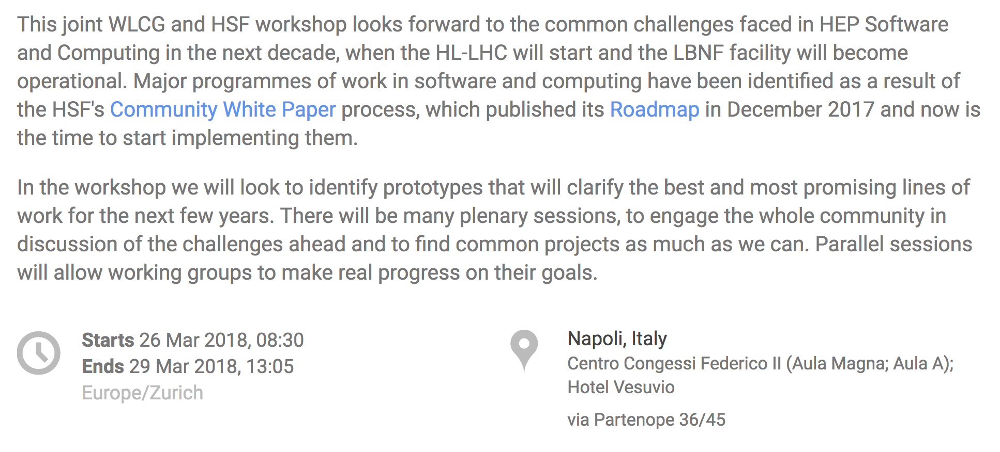 This joint WLCG and HSF workshop looks forward to the common challenges faced in HEP Software
and Computing in the next decade, when the HL-LHC will start and the LBNF facility will become
operational. Major programmes of work in software and computing have been identified as a result of
the HSF's Community White Paper process, which published its Roadmap in December 2017 and now is
the time to start implementing them.
In the workshop we will look to identify prototypes that will clarify the best and most promising lines of
work for the next few years. There will be many plenary sessions, to engage the whole community in
discussion of the challenges ahead and to find common projects as much as we can. Parallel sessions
will allow working groups to make real progress on their goals.
Starts 26 Mar 2018, 08:30
Ends 29 Mar 2018, 13:05
Europe/Zurich
Napoli, Italy
Centro Congessi Federico II (Aula Magna; Aula A);
Hotel Vesuvio
via Partenope 36/45